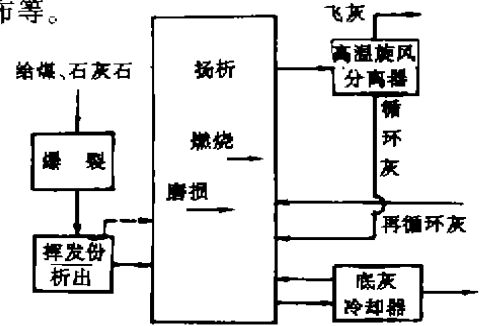 布等。
飞灰
给煤、石灰石
扬析
高温旋风
分离器
循
环
灰
爆 裂
燃烧
磨损
再循环灰
挥发份
析出
底灰
冷却器